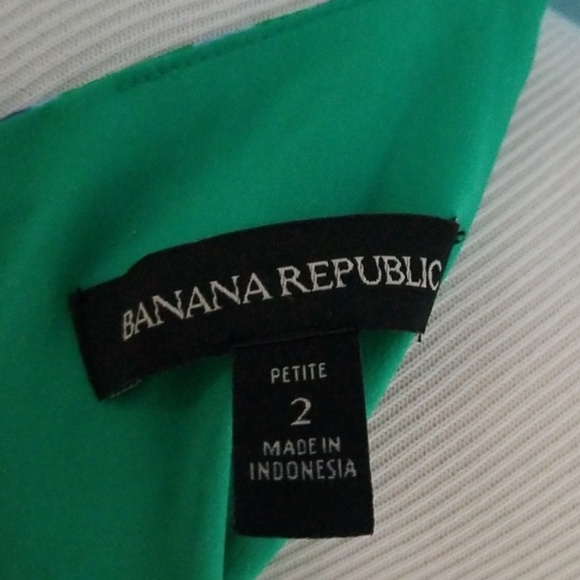 BANANA REPUBLIC
PETITE
2
MADE IN
INDONESIA